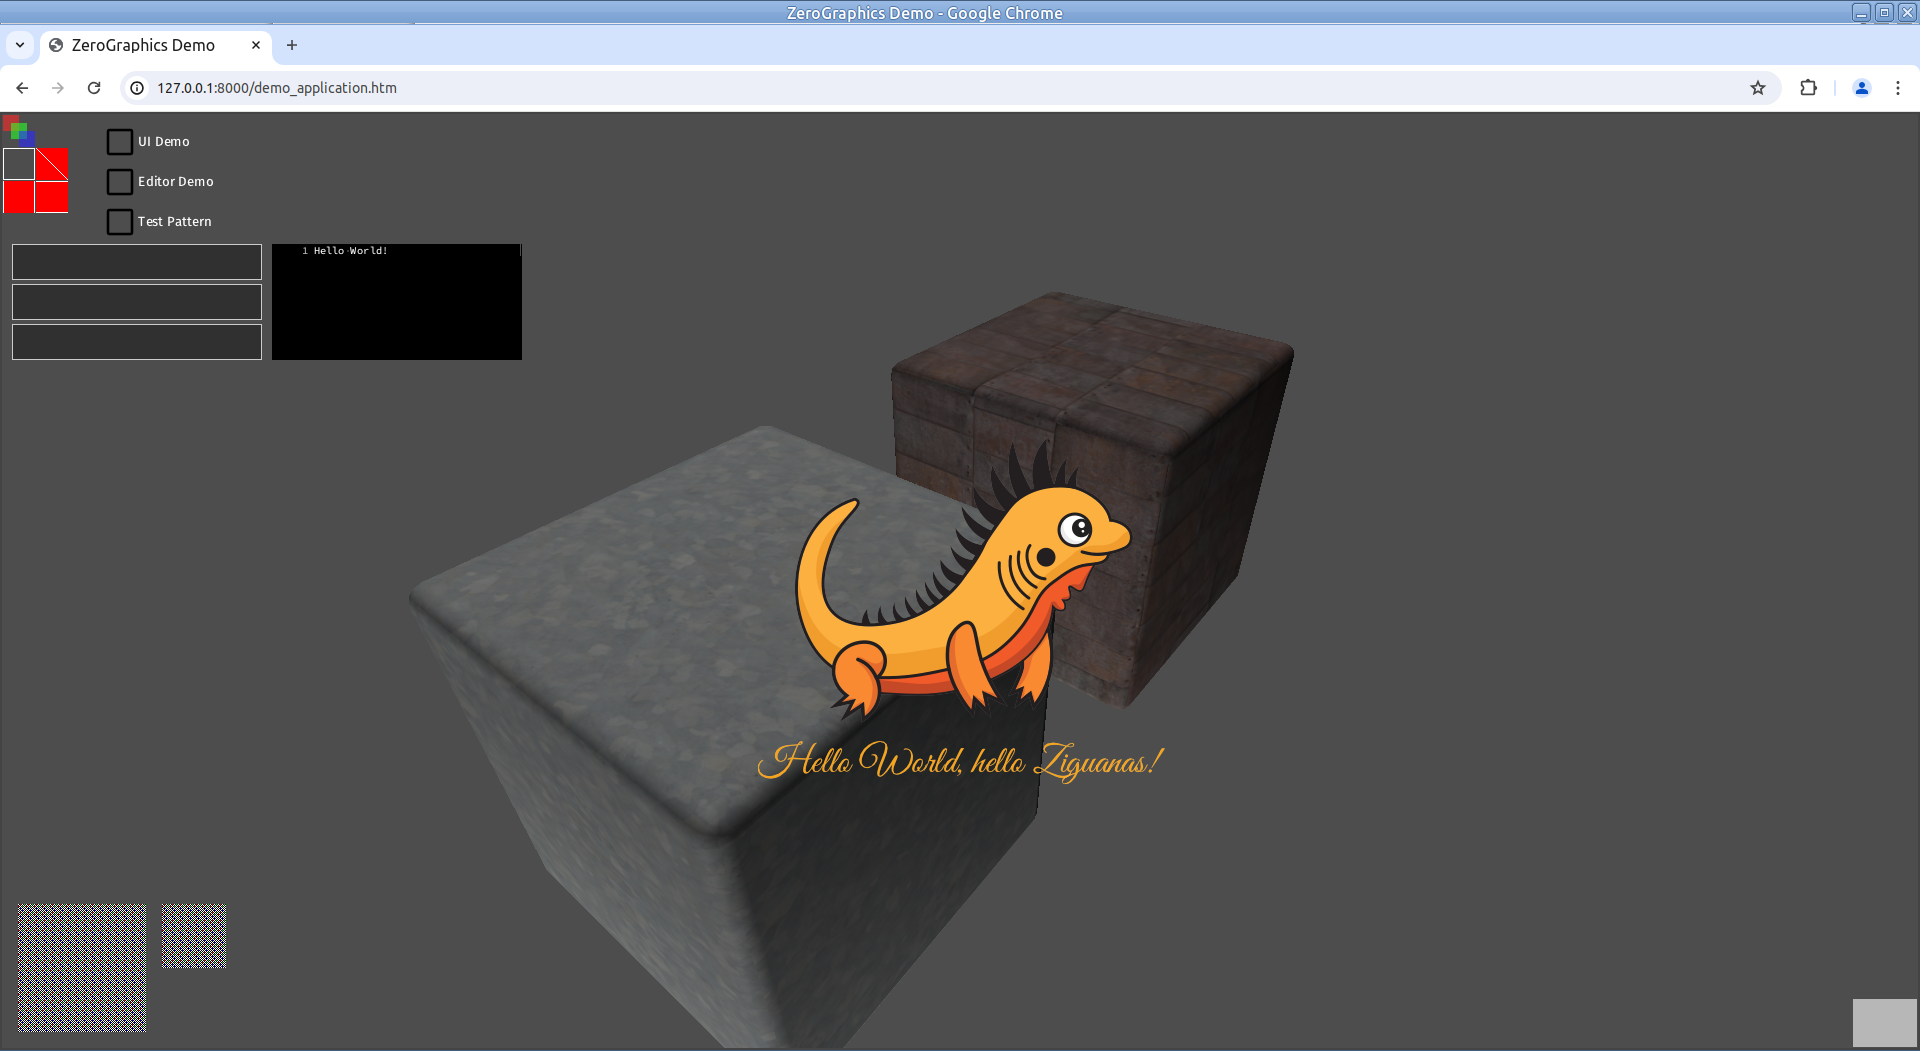 ZeroGraphics Demo - Google Chrome
ZeroGraphics Demo
127.0.0.1:8000/demo_application.htm
UI Demo
Editor Demo
Test Pattern
1 Hello·World!
Hello World, hello Ziguanas!